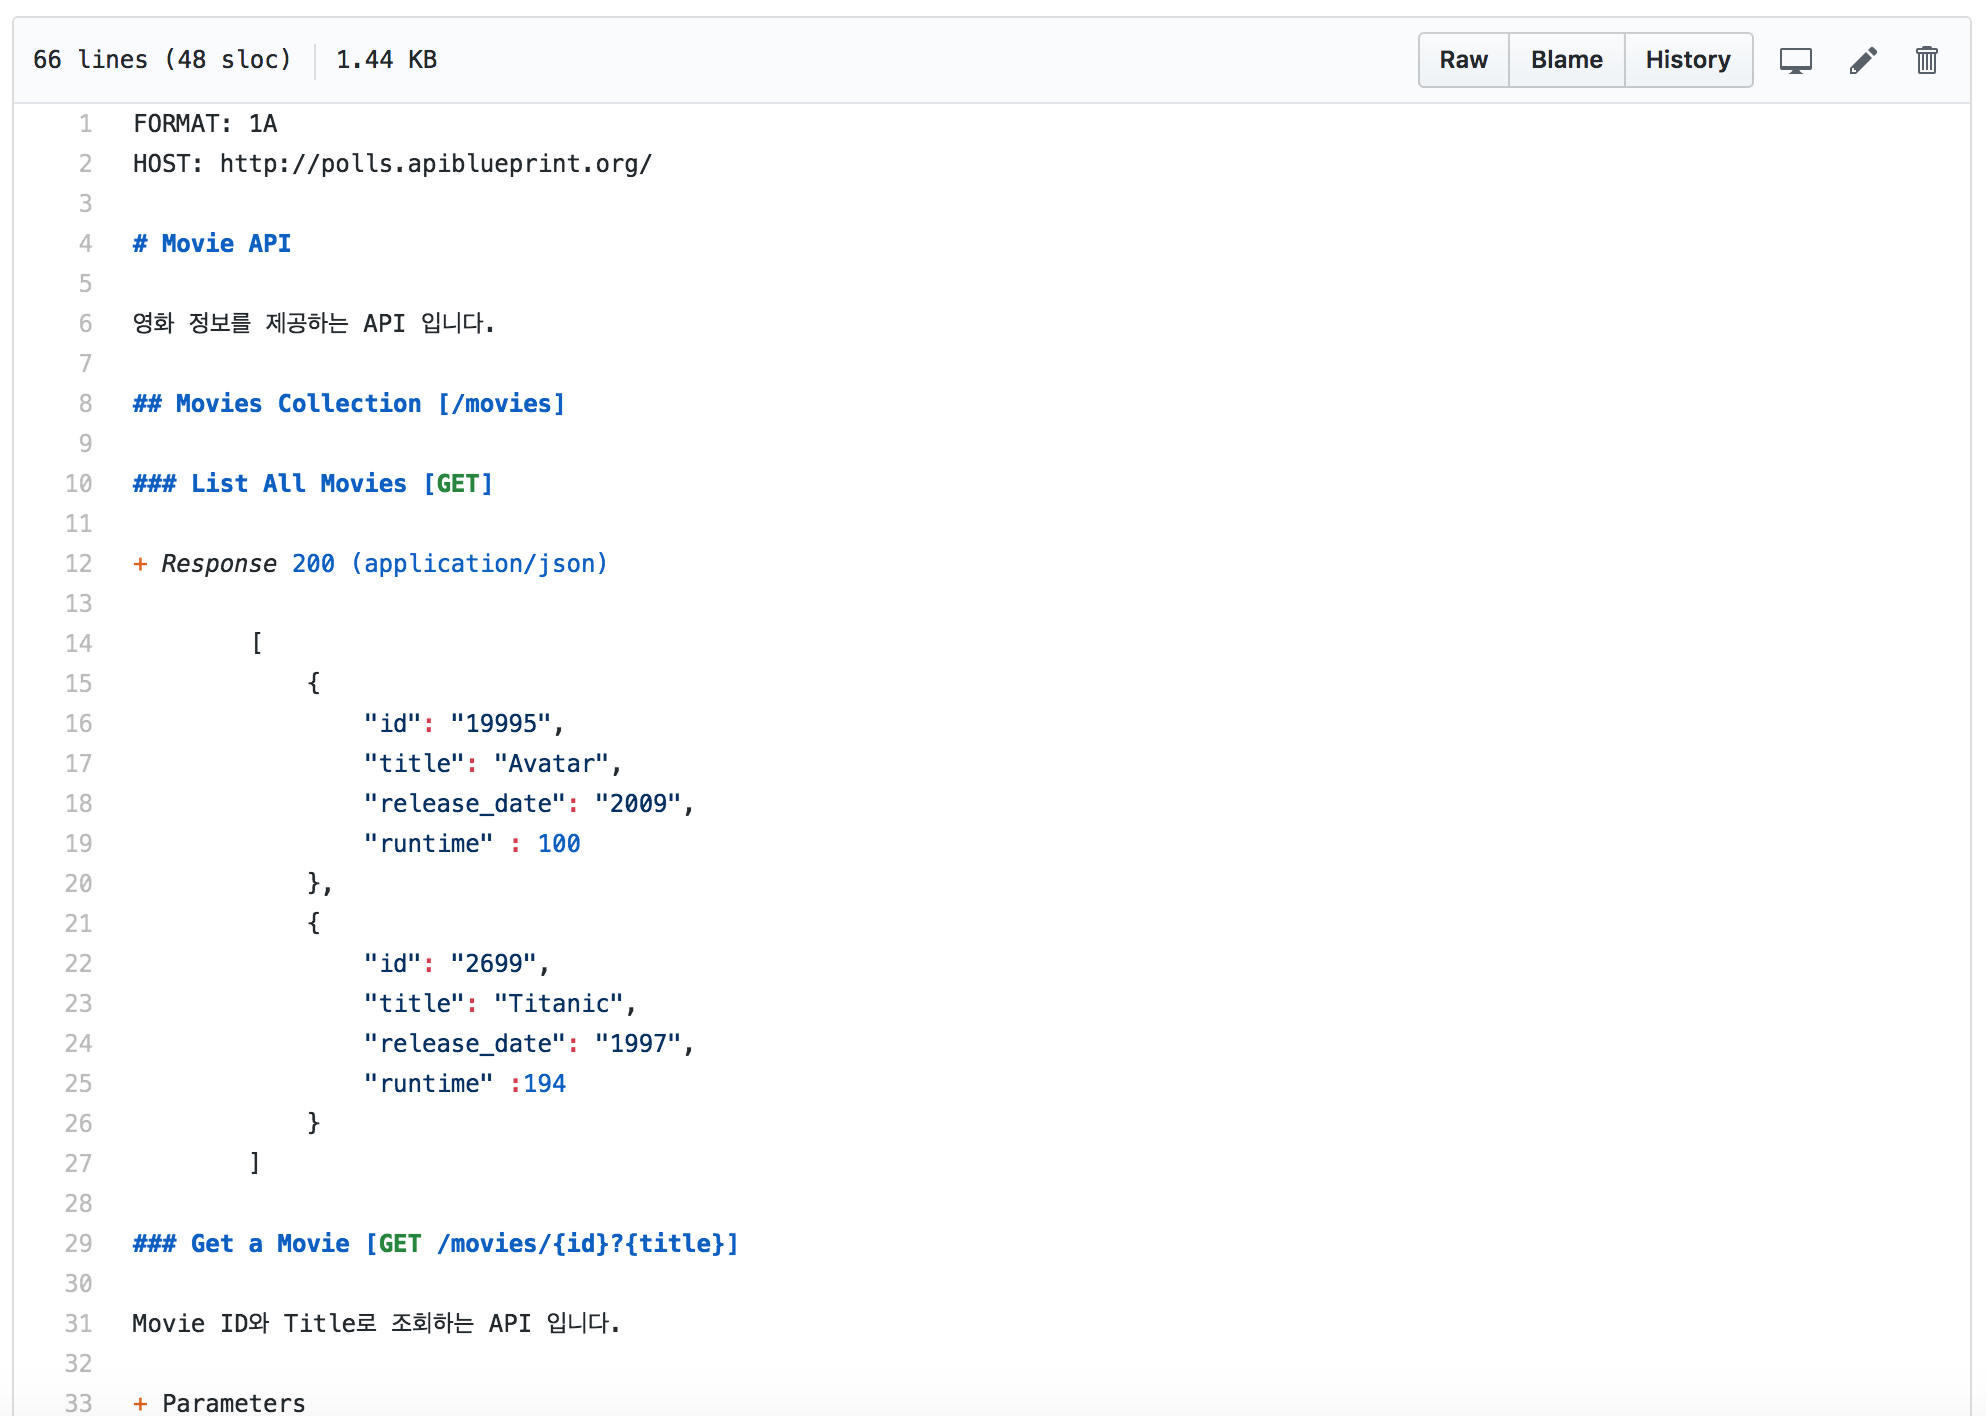 66 lines (48 sloc) 1.44 KB Raw Blame History
1 FORMAT: 1A
2 HOST: http://polls.apiblueprint.org/
3
4 # Movie API
5
6 영화 정보를 제공하는 API 입니다.
7
8 ## Movies Collection [/movies]
9
10 ### List All Movies [GET]
11
12 + Response 200 (application/json)
13
14         [
15             {
16                 "id": "19995",
17                 "title": "Avatar",
18                 "release_date": "2009",
19                 "runtime" : 100
20             },
21             {
22                 "id": "2699",
23                 "title": "Titanic",
24                 "release_date": "1997",
25                 "runtime" :194
26             }
27         ]
28
29 ### Get a Movie [GET /movies/{id}?{title}]
30
31 Movie ID와 Title로 조회하는 API 입니다.
32
33 + Parameters